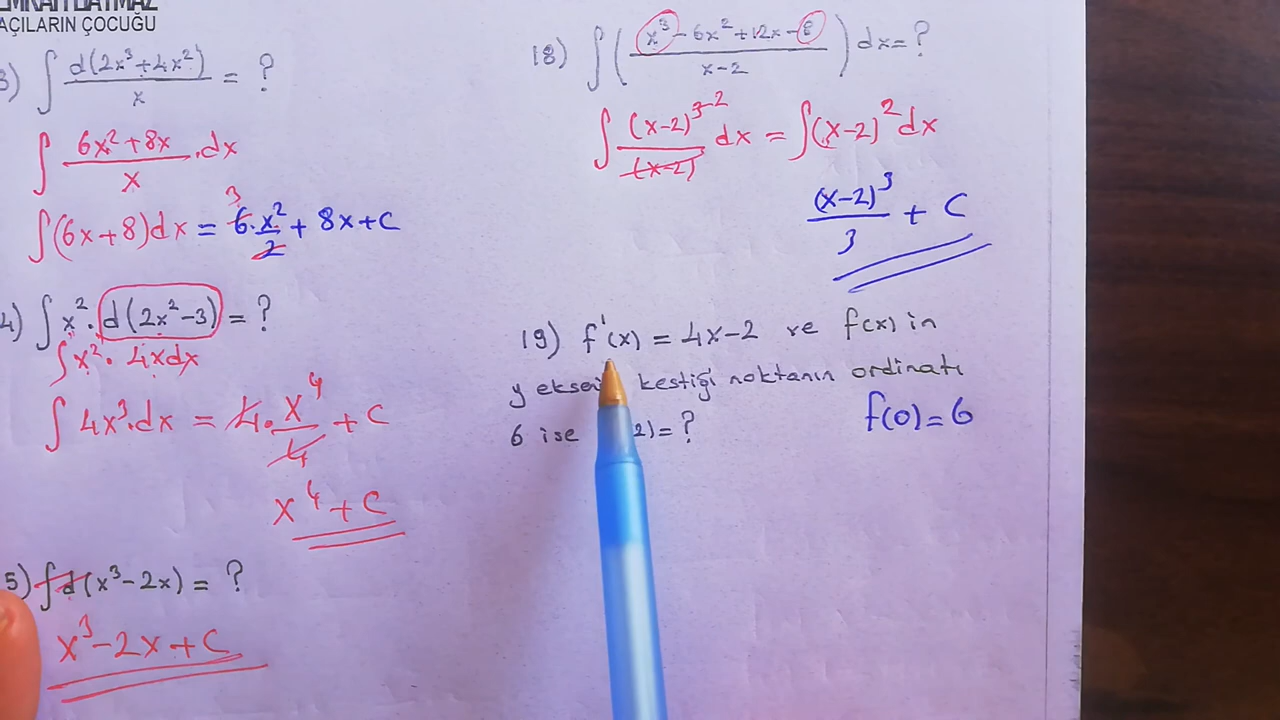 AÇILARIN ÇOCUĞU
3) ∫ d(2x³+4x²)/x = ?
∫ 6x²+8x/x .dx
∫(6x+8)dx = 6.x²/2 + 8x+c
3
4) ∫ x². d(2x²-3) = ?
∫x². 4xdx
∫ 4x³.dx = 4.x⁴/4 + c
x⁴+c
5) ∫d(x³-2x) = ?
x³-2x+c
18) ∫( x³-6x²+12x-8/x-2 ) dx=?
∫ (x-2)³⁻²/(x-2) dx = ∫(x-2)²dx
(x-2)³/3 + c
19) f'(x) = 4x-2 ve f(x) in
y kestiği noktanın ordinatı
6 ise 2)=?
f(0)=6